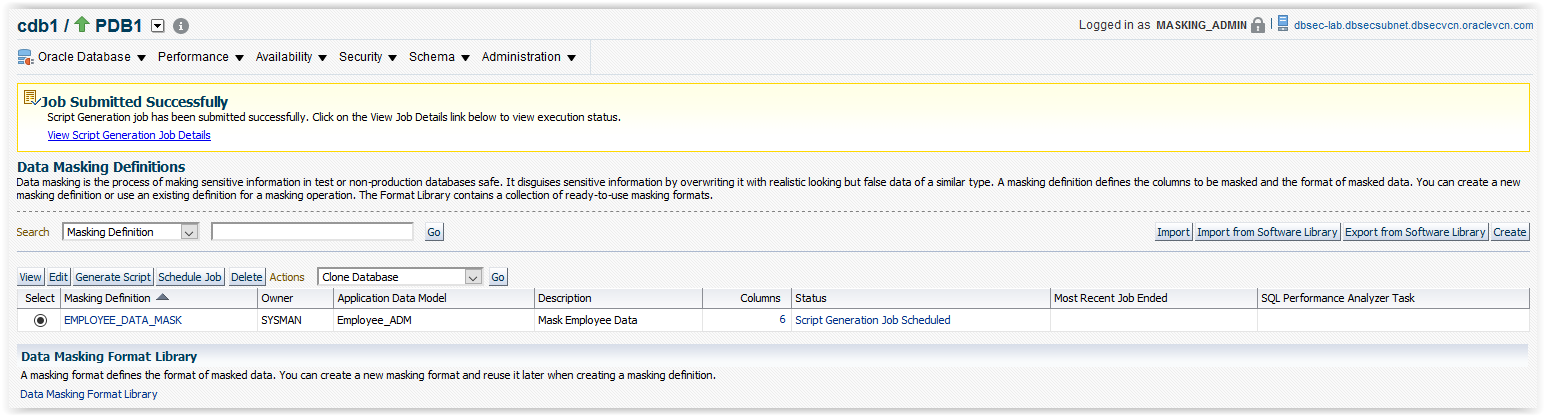 cdb1 / PDB1
Logged in as MASKING_ADMIN | dbsec-lab.dbsecsubnet.dbsecvcn.oraclevcn.com
Oracle Database Performance Availability Security Schema Administration
Job Submitted Successfully
Script Generation job has been submitted successfully. Click on the View Job Details link below to view execution status.
View Script Generation Job Details
Data Masking Definitions
Data masking is the process of making sensitive information in test or non-production databases safe. It disguises sensitive information by overwriting it with realistic looking but false data of a similar type. A masking definition defines the columns to be masked and the format of masked data. You can create a new
masking definition or use an existing definition for a masking operation. The Format Library contains a collection of ready-to-use masking formats.
Search Masking Definition Go Import Import from Software Library Export from Software Library Create
View Edit Generate Script Schedule Job Delete Actions Clone Database Go
Select Masking Definition Owner Application Data Model Description Columns Status Most Recent Job Ended SQL Performance Analyzer Task
EMPLOYEE_DATA_MASK SYSMAN Employee_ADM Mask Employee Data 6 Script Generation Job Scheduled
Data Masking Format Library
A masking format defines the format of masked data. You can create a new masking format and reuse it later when creating a masking definition.
Data Masking Format Library